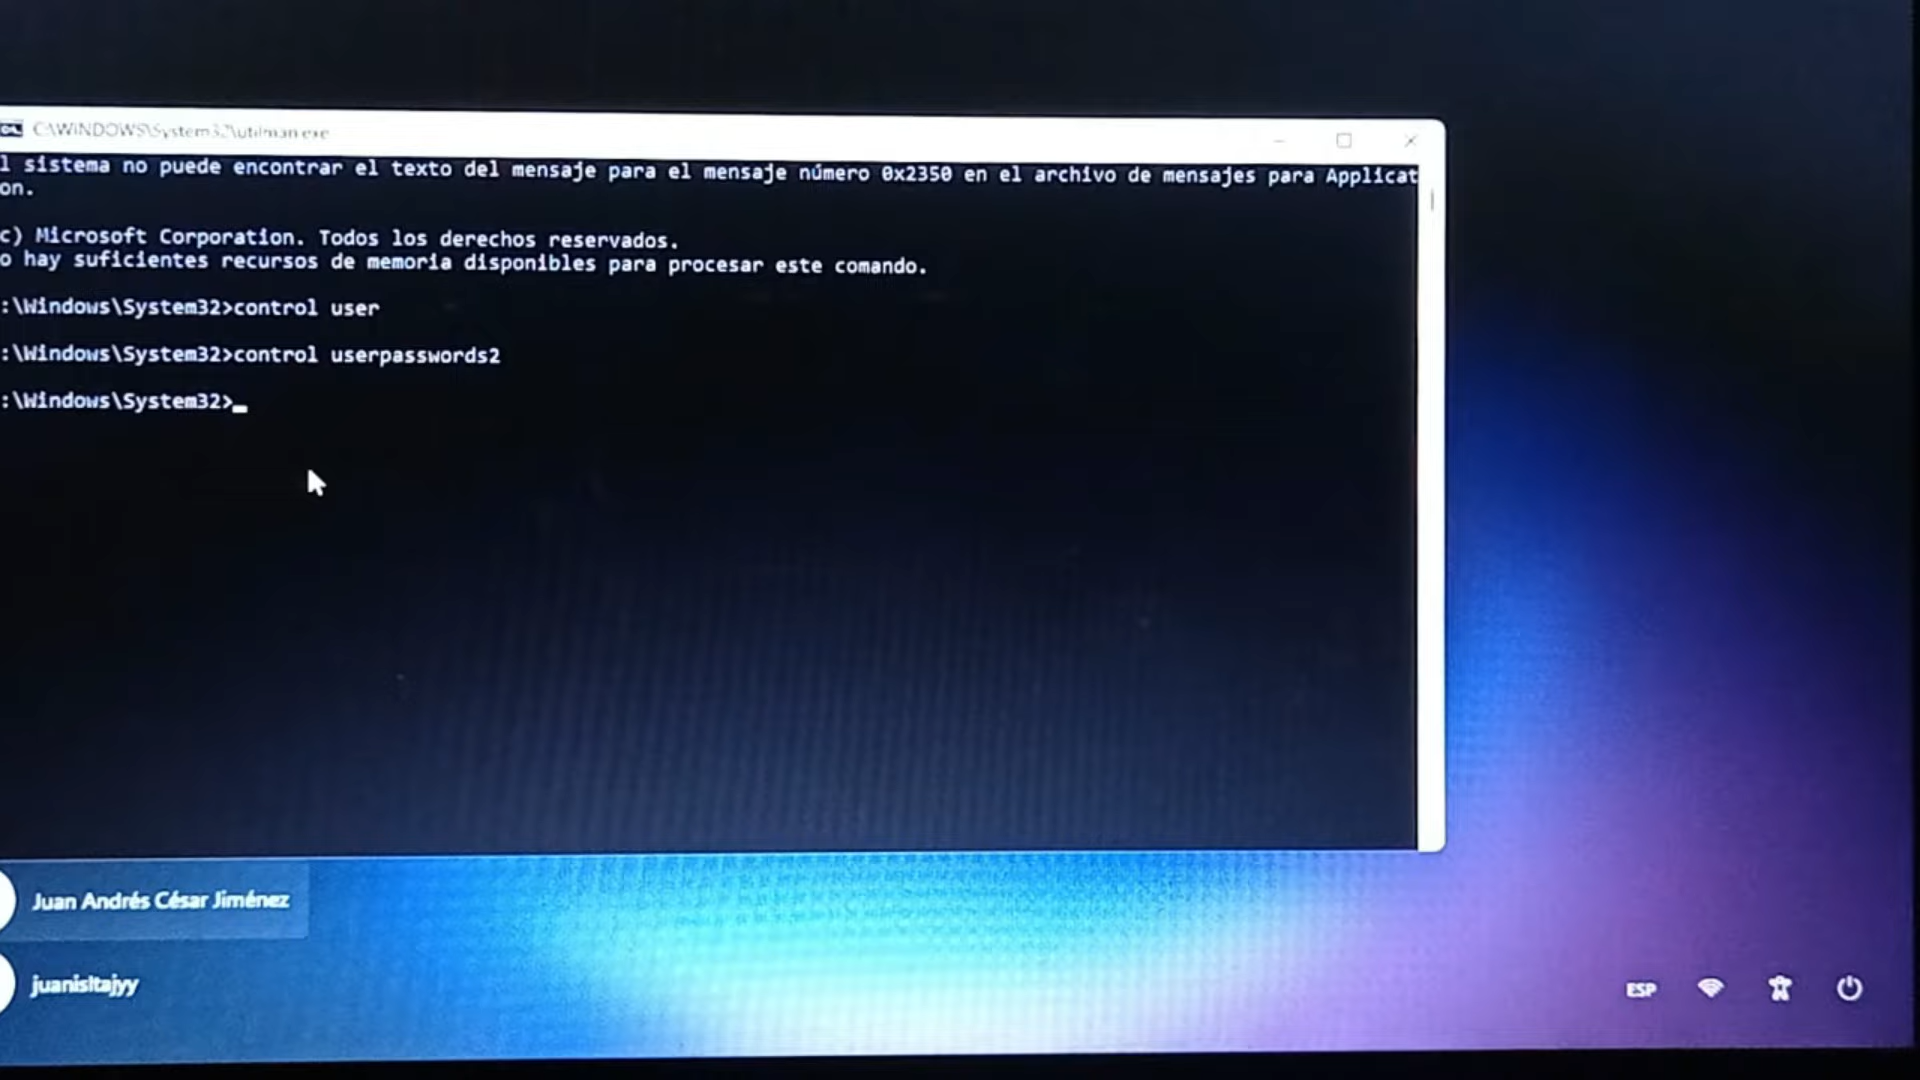 C:\WINDOWS\System32\utilman.exe
l sistema no puede encontrar el texto del mensaje para el mensaje número 0x2350 en el archivo de mensajes para Applicat
on.
c) Microsoft Corporation. Todos los derechos reservados.
o hay suficientes recursos de memoria disponibles para procesar este comando.
:\Windows\System32>control user
:\Windows\System32>control userpasswords2
:\Windows\System32>
Juan Andrés César Jiménez
juanisitajyy
ESP